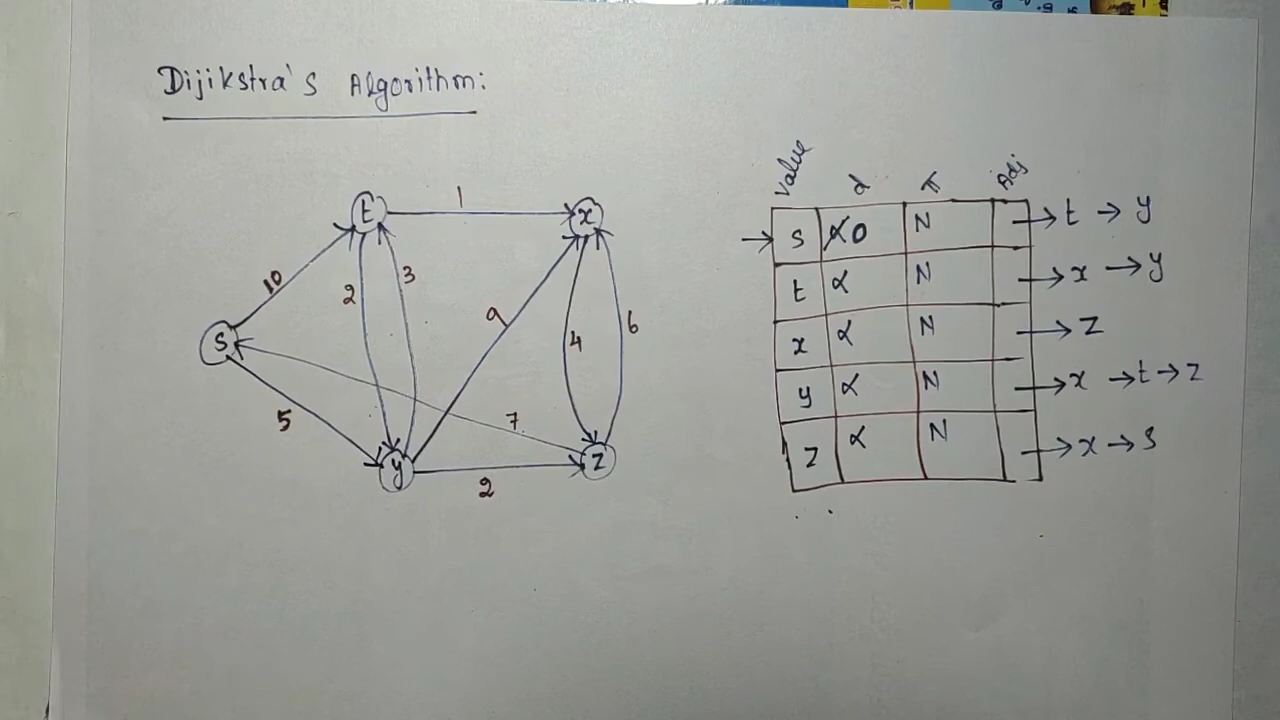 Dijikstra's Algorithm:
Value d π Adj
s ∝ 0 N → t → y
t ∝ N → x → y
x ∝ N → z
y ∝ N → x → t → z
z ∝ N → x → s
t 1 x
10 2 3 9 4 6
s
5 7
y 2 z